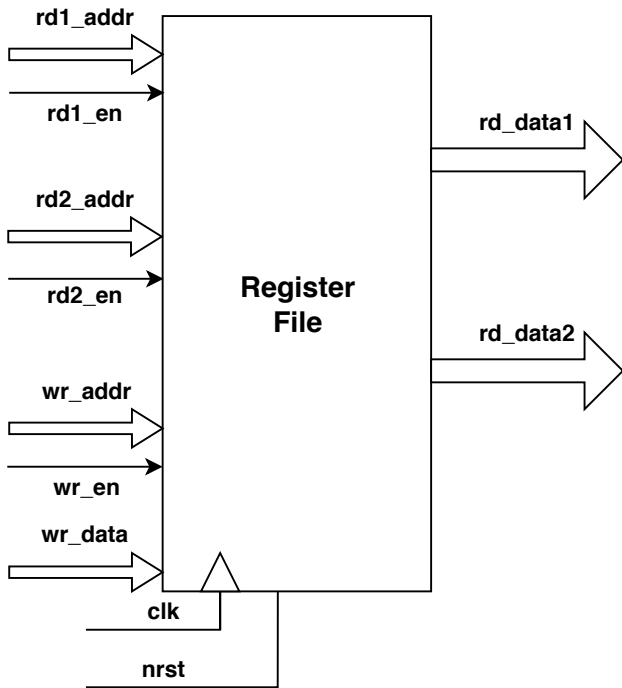 rd1_addr
rd1_en
rd_data1
rd2_addr
rd2_en
Register
File
rd_data2
wr_addr
wr_en
wr_data
clk
nrst